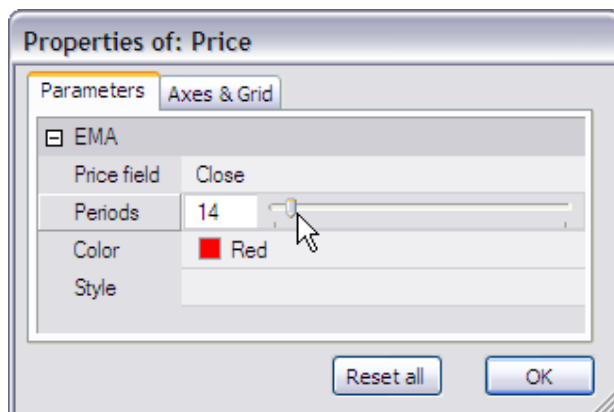 Properties of: Price
Parameters Axes & Grid
EMA
Price field Close
Periods 14
Color Red
Style
Reset all OK